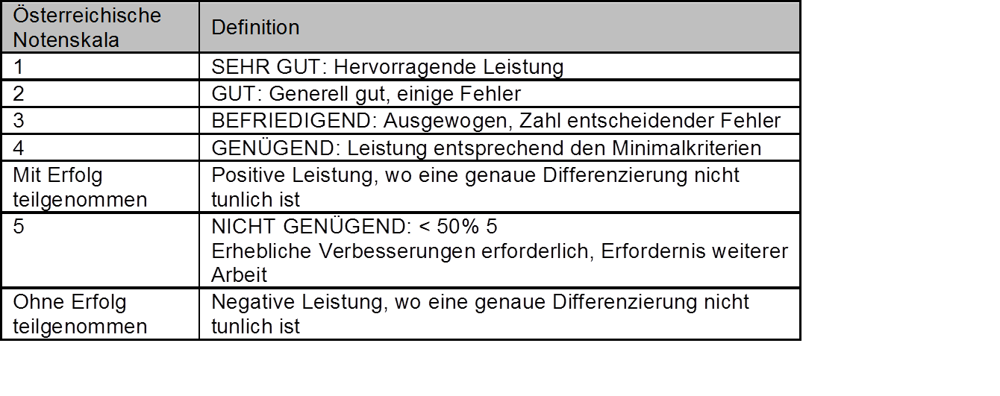 Österreichische
Notenskala
Definition
1
SEHR GUT: Hervorragende Leistung
2
GUT: Generell gut, einige Fehler
3
BEFRIEDIGEND: Ausgewogen, Zahl entscheidender Fehler
4
GENÜGEND: Leistung entsprechend den Minimalkriterien
Mit Erfolg
teilgenommen
Positive Leistung, wo eine genaue Differenzierung nicht
tunlich ist
5
NICHT GENÜGEND: < 50% 5
Erhebliche Verbesserungen erforderlich, Erfordernis weiterer
Arbeit
Ohne Erfolg
teilgenommen
Negative Leistung, wo eine genaue Differenzierung nicht
tunlich ist